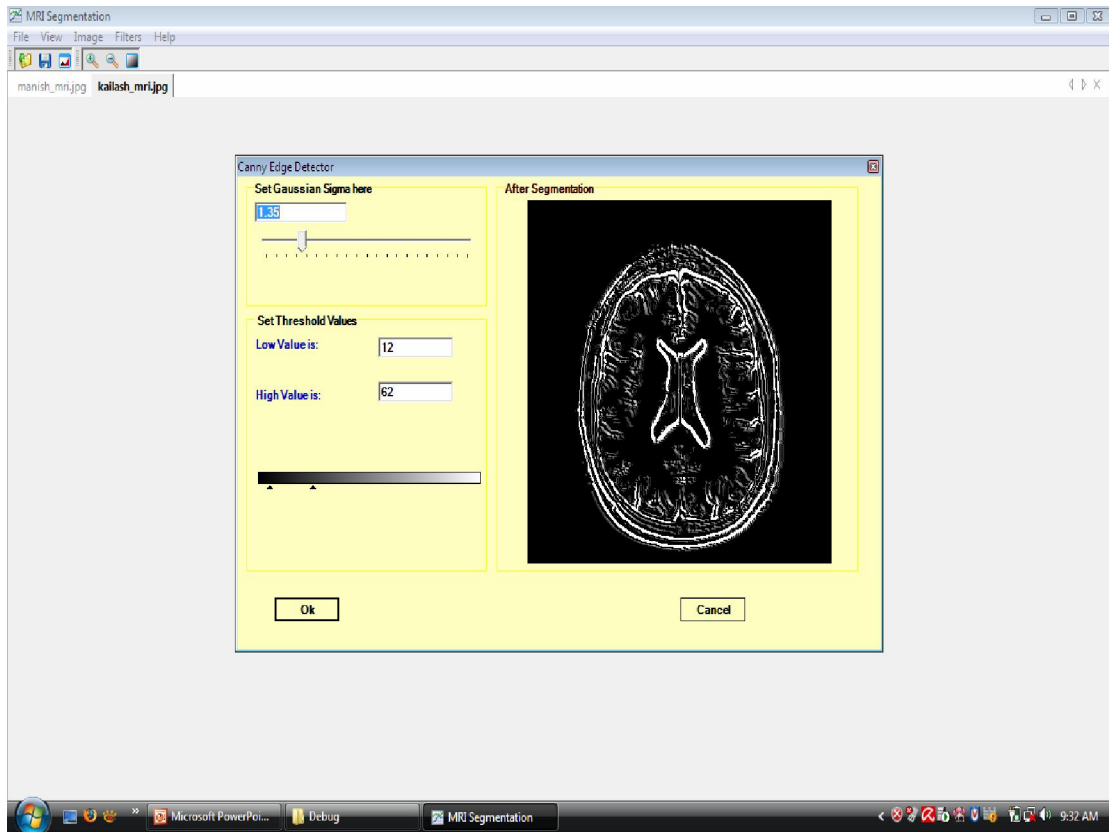 MRI Segmentation
File View Image Filters Help
manish_mri.jpg kailash_mri.jpg
Canny Edge Detector
Set Gaussian Sigma here
1.35
After Segmentation
Set Threshold Values
Low Value is: 12
High Value is: 62
Ok
Cancel
» Microsoft PowerPoi... Debug MRI Segmentation 9:32 AM